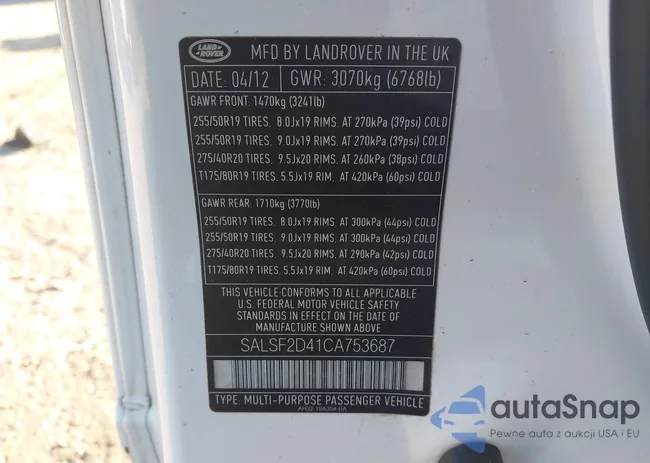 LAND ROVER
MFD BY LANDROVER IN THE UK
DATE: 04/12 GWR: 3070kg (6768lb)
GAWR FRONT: 1470kg (3241lb)
255/50R19 TIRES. 8.0Jx19 RIMS. AT 270kPa (39psi) COLD
255/50R19 TIRES. 9.0Jx19 RIMS. AT 270kPa (39psi) COLD
275/40R20 TIRES. 9.5Jx20 RIMS. AT 260kPa (38psi) COLD
T175/80R19 TIRES. 5.5Jx19 RIM. AT 420kPa (60psi) COLD
GAWR REAR: 1710kg (3770lb)
255/50R19 TIRES. 8.0Jx19 RIMS. AT 300kPa (44psi) COLD
255/50R19 TIRES. 9.0Jx19 RIMS. AT 300kPa (44psi) COLD
275/40R20 TIRES. 9.5Jx20 RIMS. AT 290kPa (42psi) COLD
T175/80R19 TIRES. 5.5Jx19 RIM. AT 420kPa (60psi) COLD
THIS VEHICLE CONFORMS TO ALL APPLICABLE
U.S. FEDERAL MOTOR VEHICLE SAFETY
STANDARDS IN EFFECT ON THE DATE OF
MANUFACTURE SHOWN ABOVE
SALSF2D41CA753687
TYPE: MULTI-PURPOSE PASSENGER VEHICLE
AH32-19A354-BA
autaSnap
Pewne auta z aukcji USA i EU